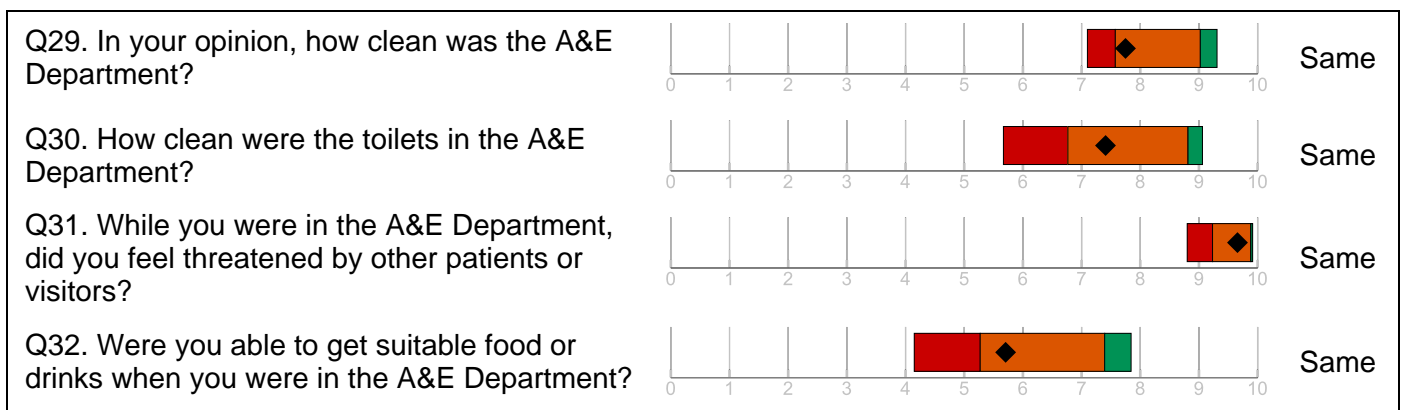 Q29. In your opinion, how clean was the A&E
Department?
0 1 2 3 4 5 6 7 8 9 10
Same
Q30. How clean were the toilets in the A&E
Department?
0 1 2 3 4 5 6 7 8 9 10
Same
Q31. While you were in the A&E Department,
did you feel threatened by other patients or
visitors?
0 1 2 3 4 5 6 7 8 9 10
Same
Q32. Were you able to get suitable food or
drinks when you were in the A&E Department?
0 1 2 3 4 5 6 7 8 9 10
Same